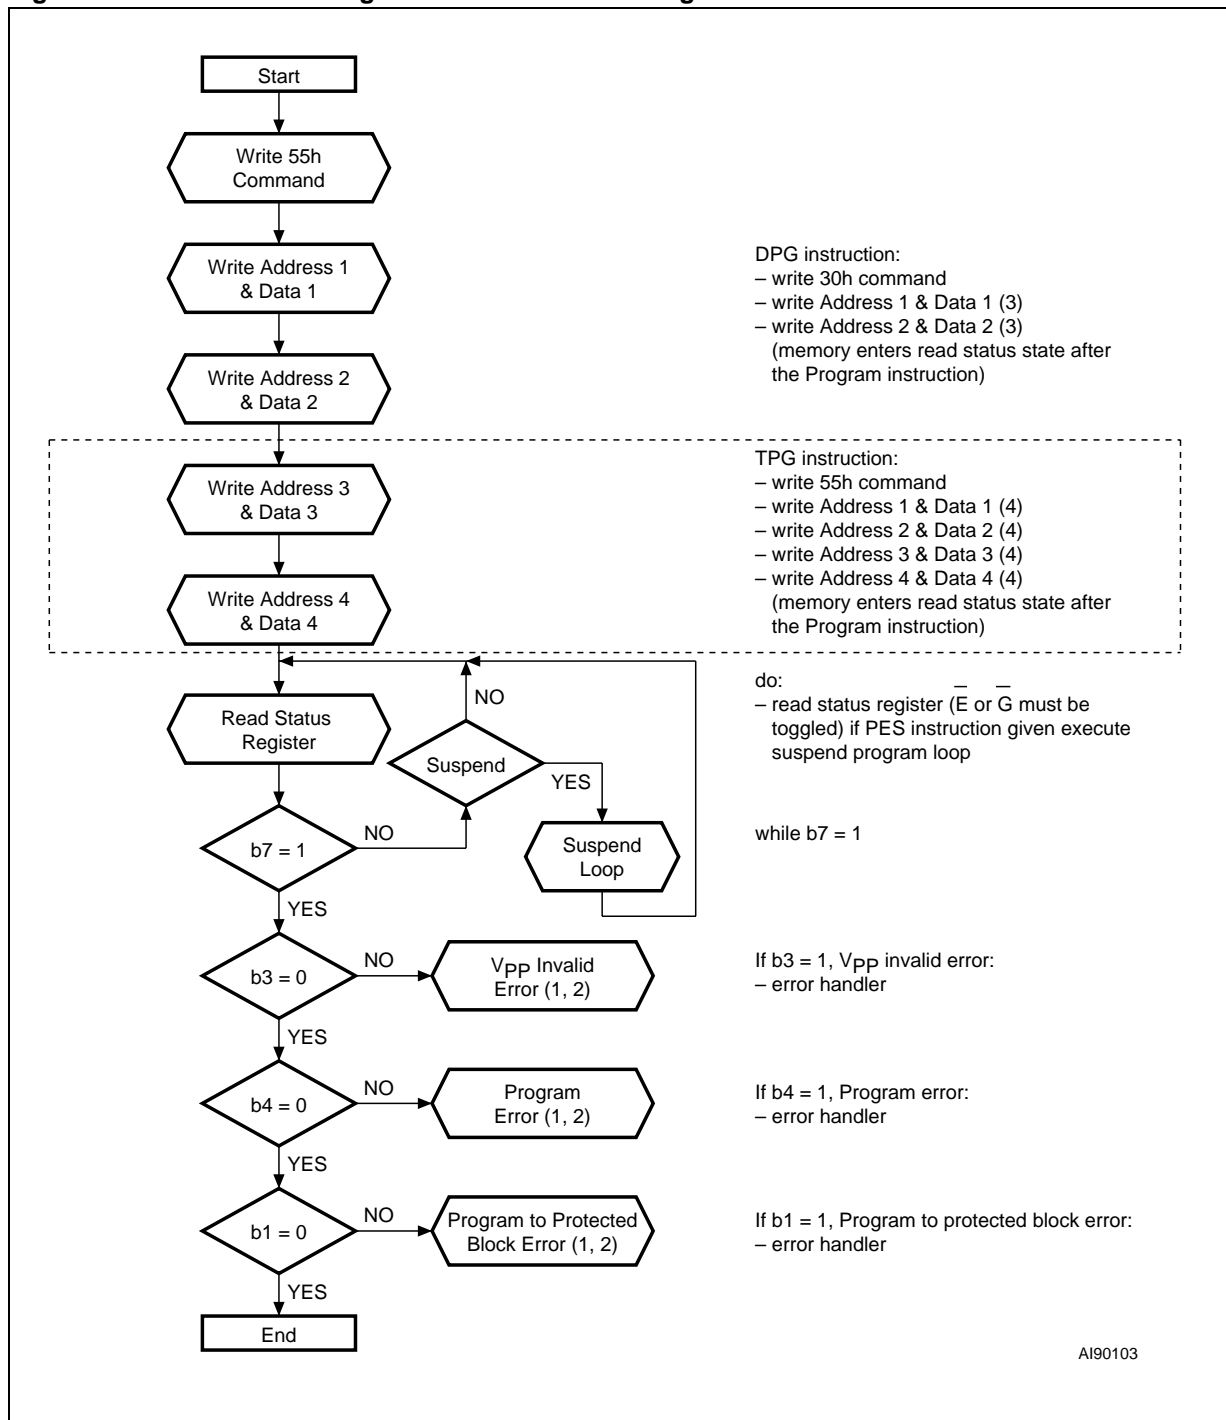 Start
Write 55h
Command
Write Address 1
& Data 1
DPG instruction:
– write 30h command
– write Address 1 & Data 1 (3)
– write Address 2 & Data 2 (3)
(memory enters read status state after
the Program instruction)
Write Address 2
& Data 2
Write Address 3
& Data 3
TPG instruction:
– write 55h command
– write Address 1 & Data 1 (4)
– write Address 2 & Data 2 (4)
– write Address 3 & Data 3 (4)
– write Address 4 & Data 4 (4)
(memory enters read status state after
the Program instruction)
Write Address 4
& Data 4
Read Status
Register
NO
Suspend
YES
do:
– read status register (E̅ or G̅ must be
toggled) if PES instruction given execute
suspend program loop
b7 = 1
NO
Suspend
Loop
while b7 = 1
YES
b3 = 0
NO
VPP Invalid
Error (1, 2)
If b3 = 1, VPP invalid error:
– error handler
YES
b4 = 0
NO
Program
Error (1, 2)
If b4 = 1, Program error:
– error handler
YES
b1 = 0
NO
Program to Protected
Block Error (1, 2)
If b1 = 1, Program to protected block error:
– error handler
YES
End
AI90103